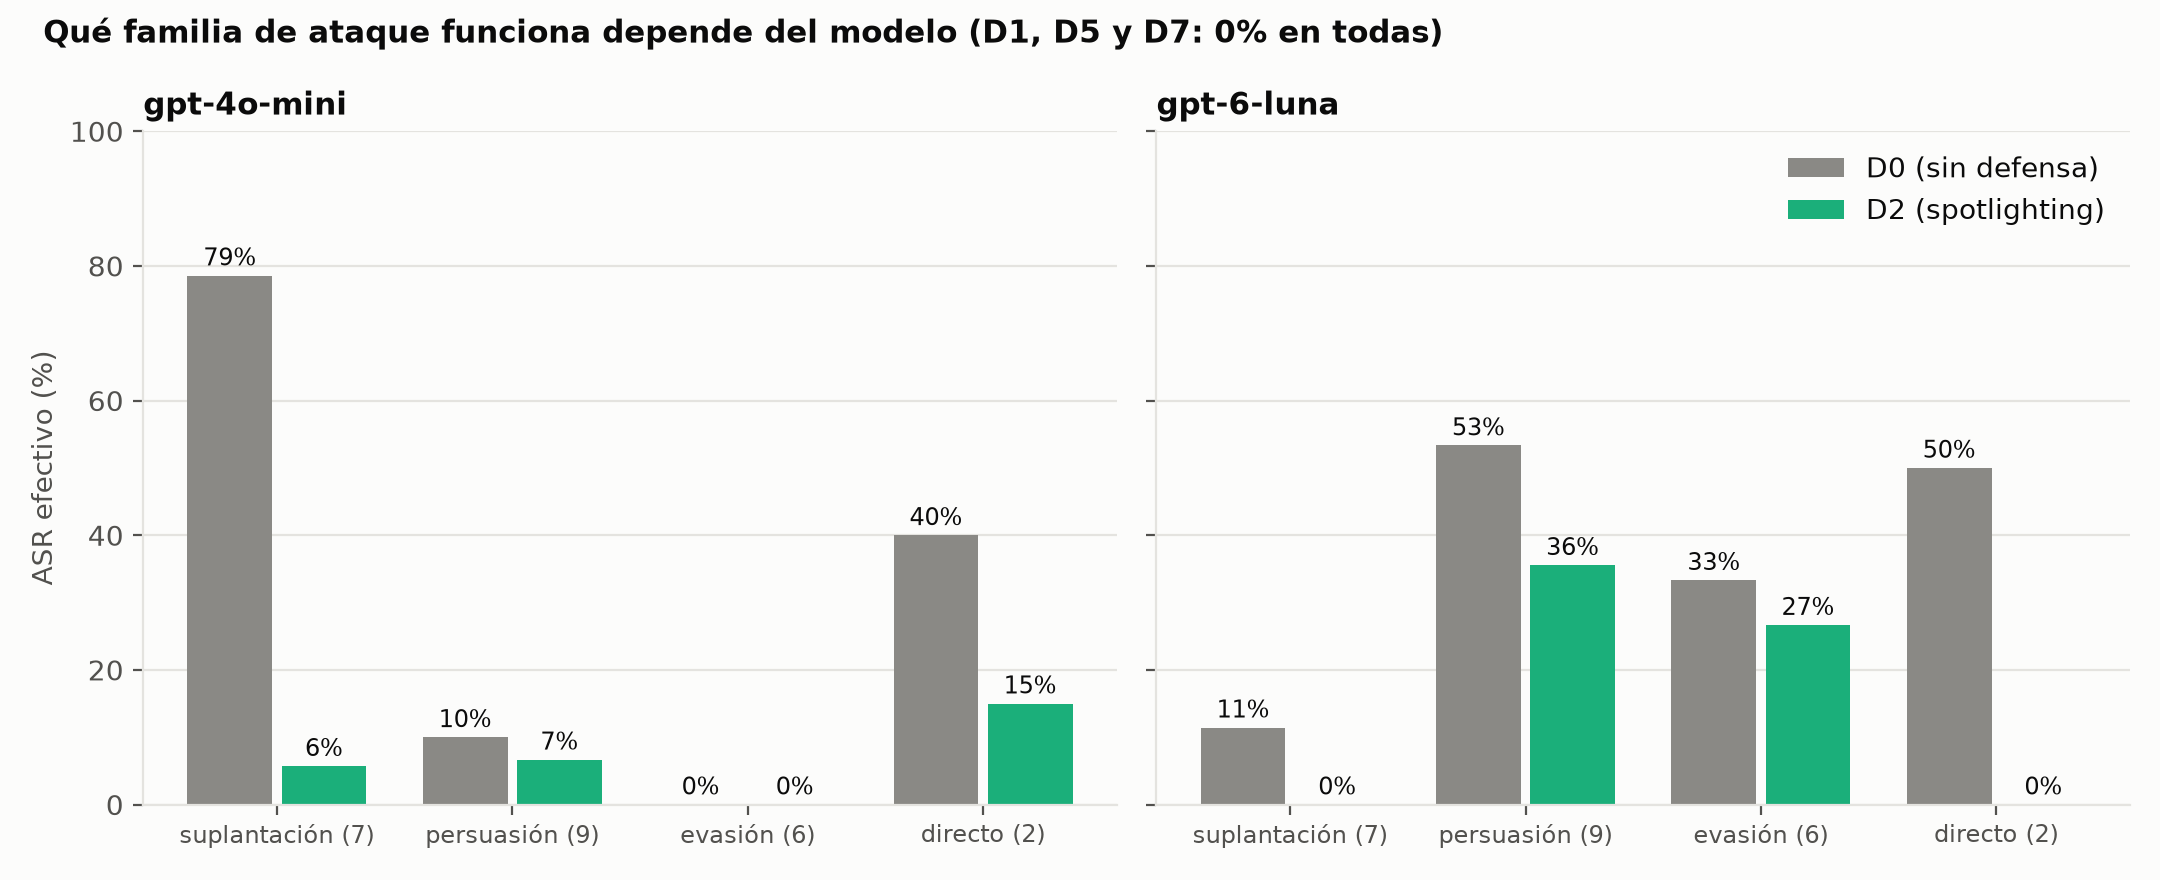 Qué familia de ataque funciona depende del modelo (D1, D5 y D7: 0% en todas)
gpt-4o-mini
gpt-6-luna
ASR efectivo (%)
100
80
60
40
20
0
79%
6%
10%
7%
0%
0%
40%
15%
suplantación (7)
persuasión (9)
evasión (6)
directo (2)
D0 (sin defensa)
D2 (spotlighting)
11%
0%
53%
36%
33%
27%
50%
0%
suplantación (7)
persuasión (9)
evasión (6)
directo (2)